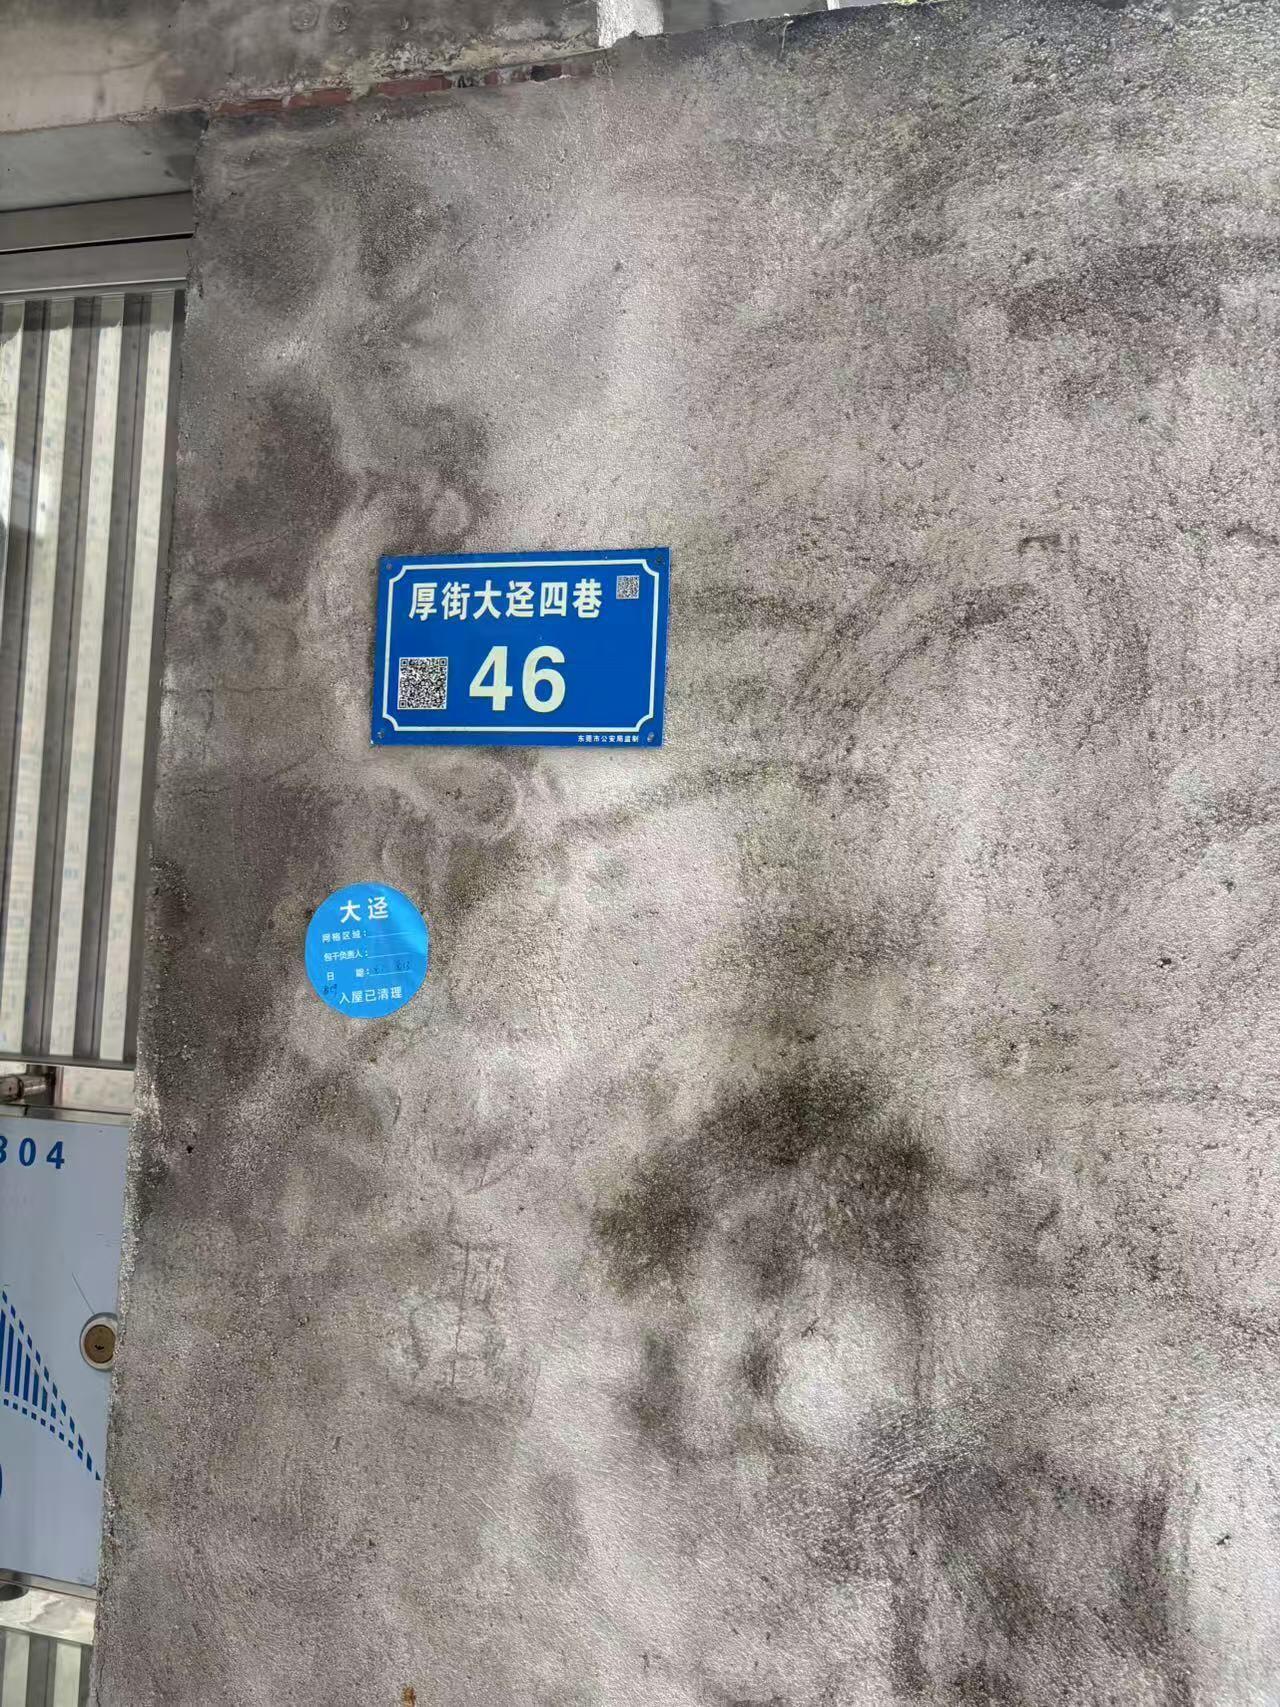 厚街大迳四巷
46
东莞市公安局监制
大迳
网格区域：
包干负责人：
日 期：
入屋已清理
304